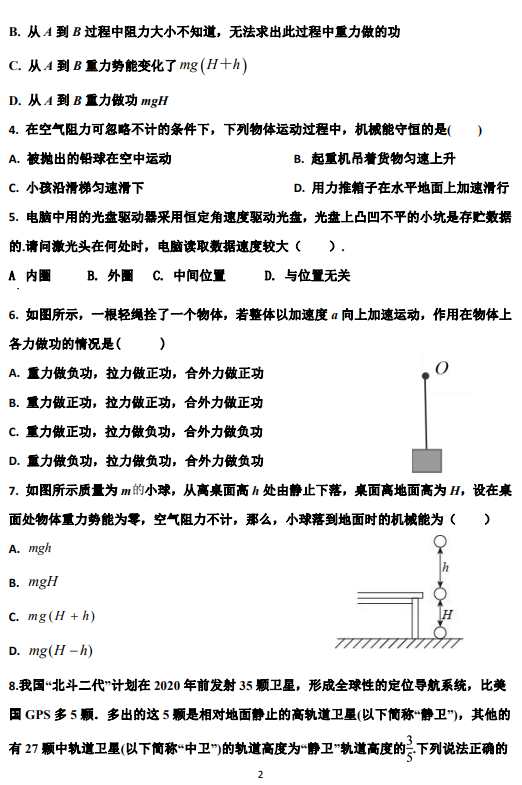 B. 从 A 到 B 过程中阻力大小不知道，无法求出此过程中重力做的功
C. 从 A 到 B 重力势能变化了 mg(H＋h)
D. 从 A 到 B 重力做功 mgH
4. 在空气阻力可忽略不计的条件下，下列物体运动过程中，机械能守恒的是(　　)
A. 被抛出的铅球在空中运动　　B. 起重机吊着货物匀速上升
C. 小孩沿滑梯匀速滑下　　D. 用力推箱子在水平地面上加速滑行
5. 电脑中用的光盘驱动器采用恒定角速度驱动光盘，光盘上凸凹不平的小坑是存贮数据
的.请问激光头在何处时，电脑读取数据速度较大（　　）.
A. 内圈　　B. 外圈　　C. 中间位置　　D. 与位置无关
6. 如图所示，一根轻绳拴了一个物体，若整体以加速度 a 向上加速运动，作用在物体上
各力做功的情况是(　　)
A. 重力做负功，拉力做正功，合外力做正功
B. 重力做正功，拉力做正功，合外力做正功
C. 重力做正功，拉力做负功，合外力做负功
D. 重力做负功，拉力做负功，合外力做负功
O
7. 如图所示质量为 m 的小球，从离桌面高 h 处由静止下落，桌面离地面高为 H，设在桌
面处物体重力势能为零，空气阻力不计，那么，小球落到地面时的机械能为（　　）
A. mgh
B. mgH
C. mg(H + h)
D. mg(H − h)
h
H
8.我国“北斗二代”计划在 2020 年前发射 35 颗卫星，形成全球性的定位导航系统，比美
国 GPS 多 5 颗．多出的这 5 颗是相对地面静止的高轨道卫星(以下简称“静卫”)，其他的
有 27 颗中轨道卫星(以下简称“中卫”)的轨道高度为“静卫”轨道高度的3/5.下列说法正确的
2